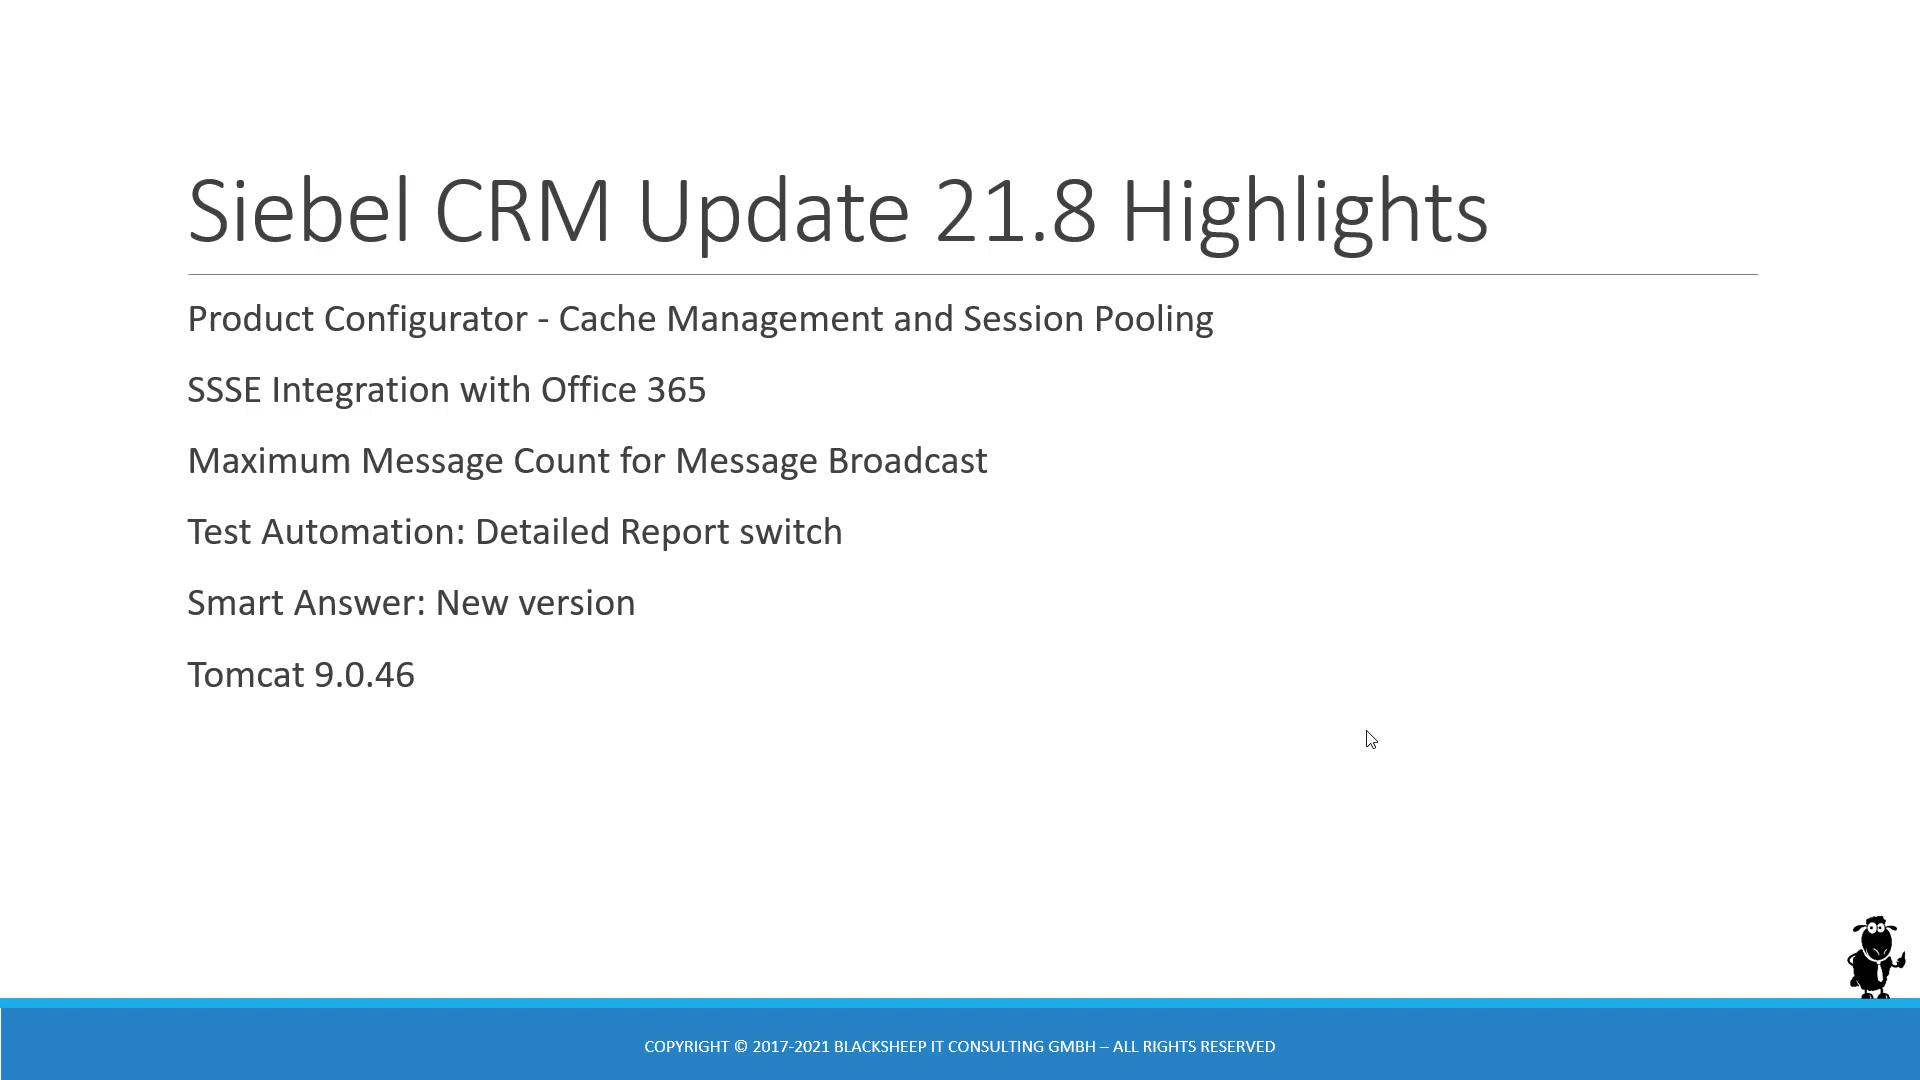 Siebel CRM Update 21.8 Highlights
Product Configurator - Cache Management and Session Pooling
SSSE Integration with Office 365
Maximum Message Count for Message Broadcast
Test Automation: Detailed Report switch
Smart Answer: New version
Tomcat 9.0.46
COPYRIGHT © 2017-2021 BLACKSHEEP IT CONSULTING GMBH – ALL RIGHTS RESERVED